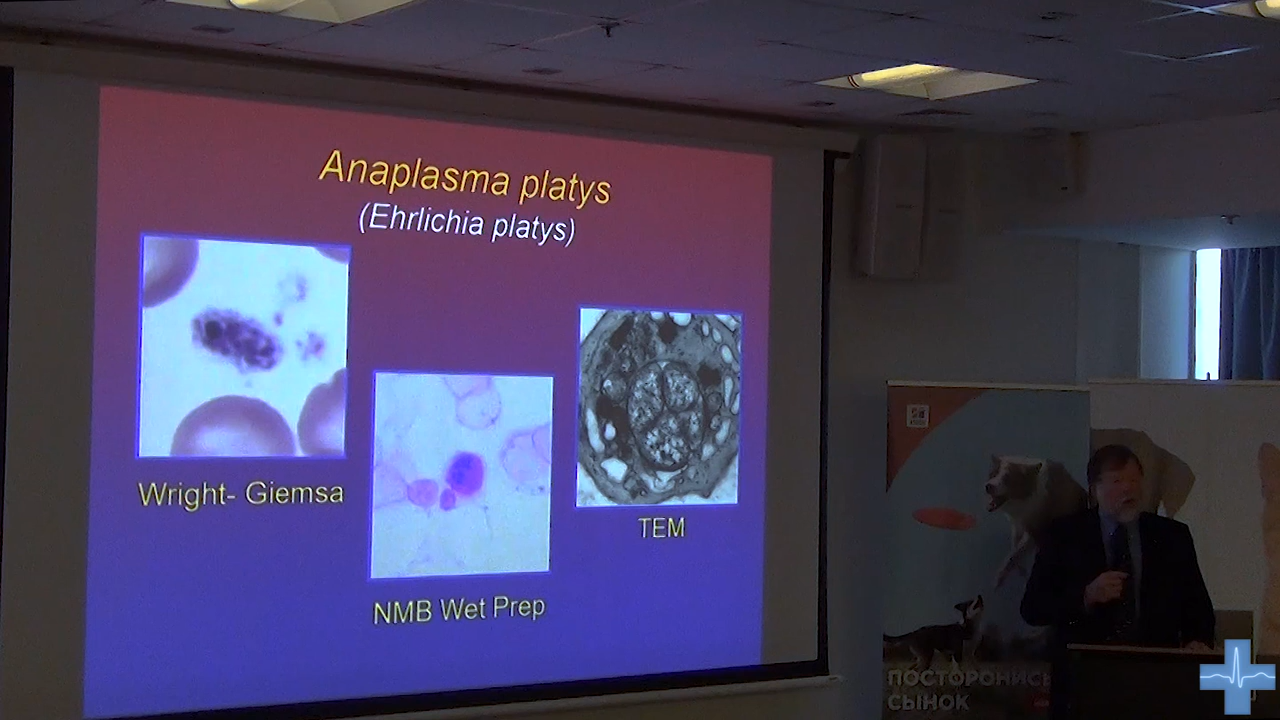 Anaplasma platys
(Ehrlichia platys)
Wright- Giemsa
NMB Wet Prep
TEM
ПОСТОРОНИСЬ
СЫНОК